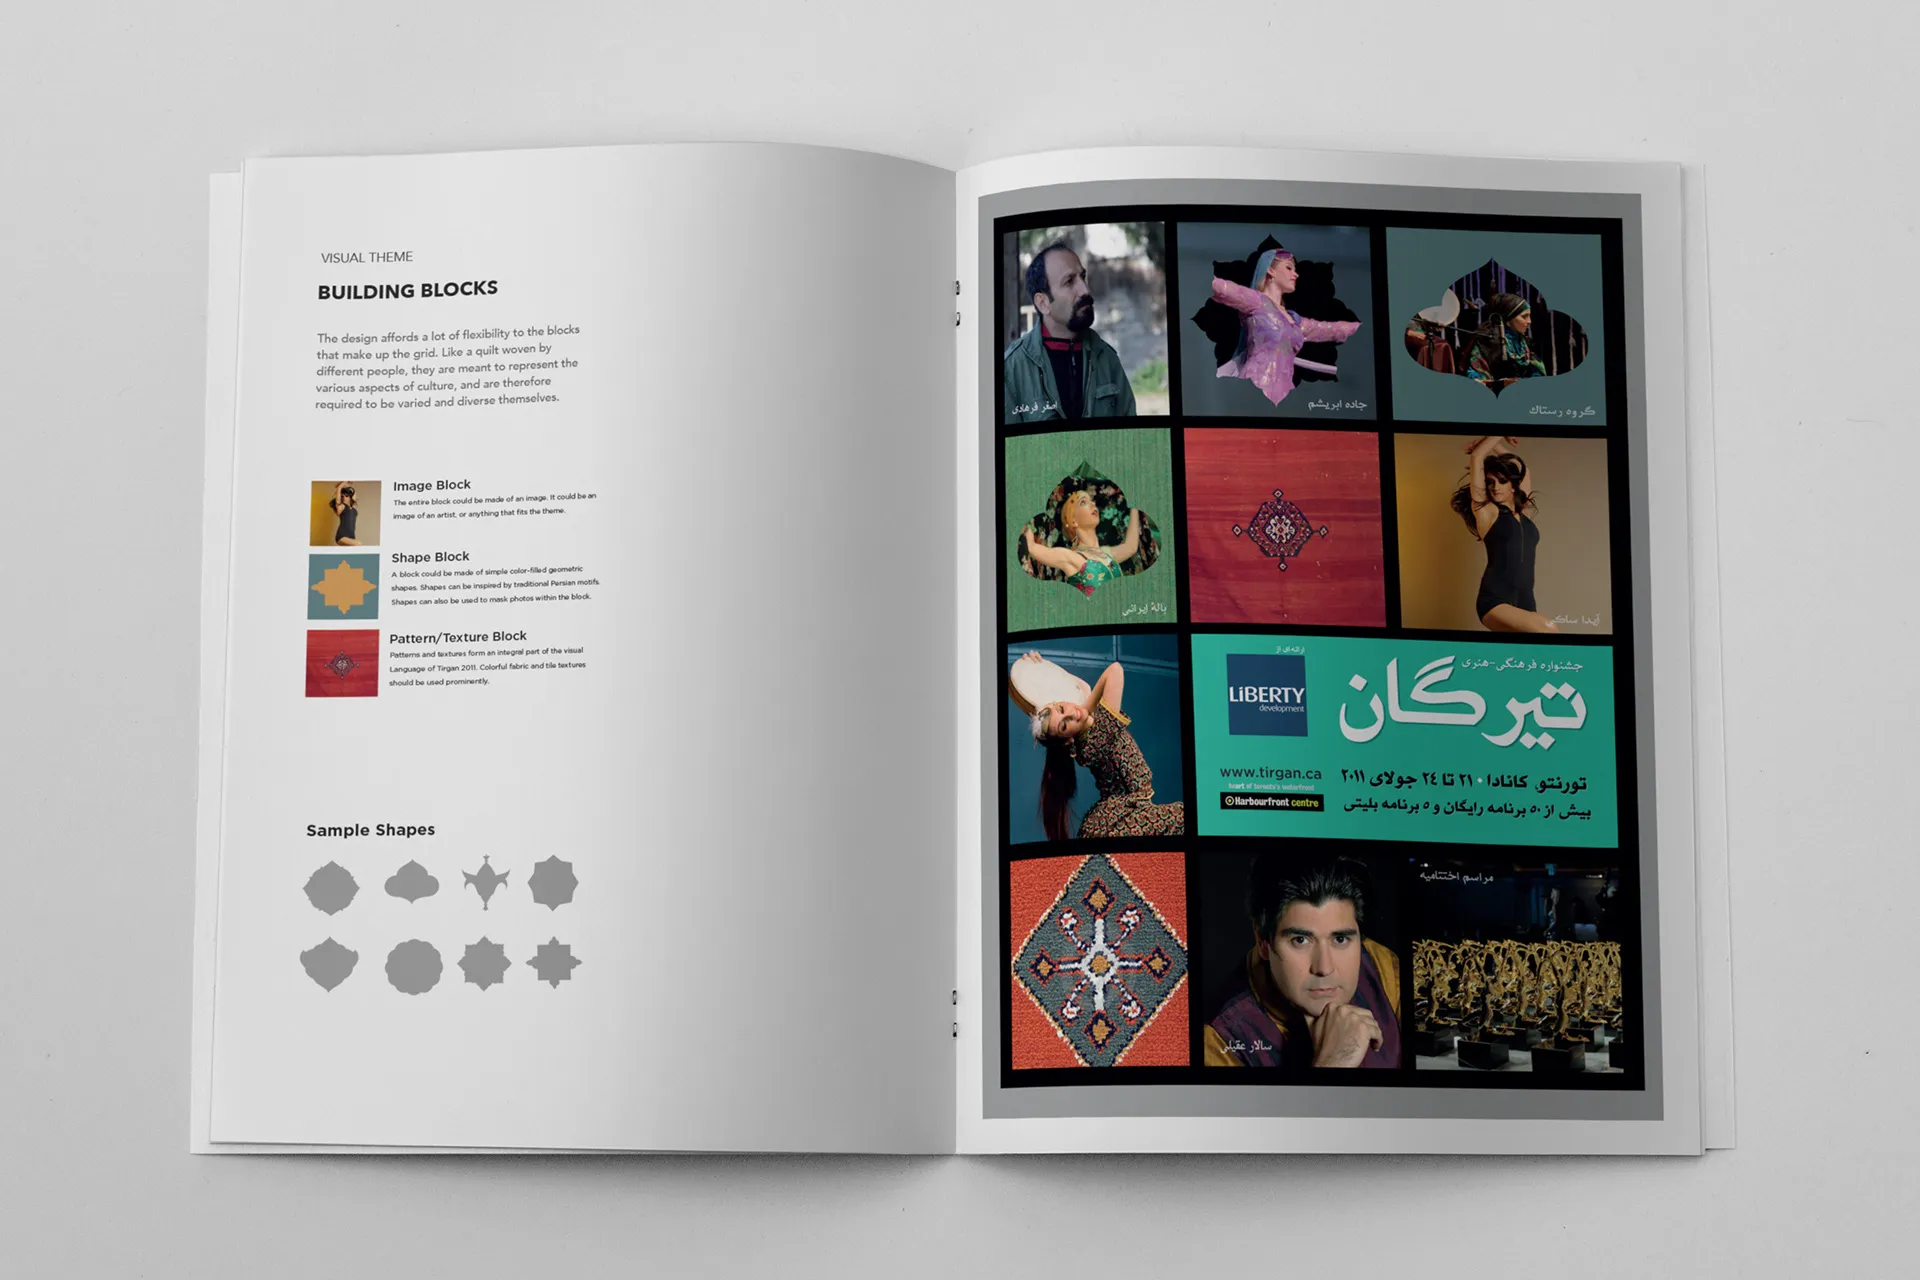 VISUAL THEME
BUILDING BLOCKS
The design affords a lot of flexibility to the blocks
that make up the grid. Like a quilt woven by
different people, they are meant to represent the
various aspects of culture, and are therefore
required to be varied and diverse themselves.
Image Block
The entire block could be made of an image. It could be an
image of an artist, or anything that fits the theme.
Shape Block
A block could be made of simple color-filled geometric
shapes. Shapes can be inspired by traditional Persian motifs.
Shapes can also be used to mask photos within the block.
Pattern/Texture Block
Patterns and textures form an integral part of the visual
Language of Tirgan 2011. Colorful fabric and tile textures
should be used prominently.
Sample Shapes
اصغر فرهادی
جاده ابریشم
گروه رستاك
بالهٔ ایرانی
آیدا ساکی
ارائه ای از
LiBERTY
development
جشنواره فرهنگی-هنری
تیرگان
www.tirgan.ca
heart of toronto's waterfront
Harbourfront centre
تورنتو، کانادا • ۲۱ تا ۲٤ جولای ۲۰۱۱
بیش از ۵۰ برنامه رایگان و ۵ برنامه بلیتی
سالار عقیلی
مراسم اختتامیه